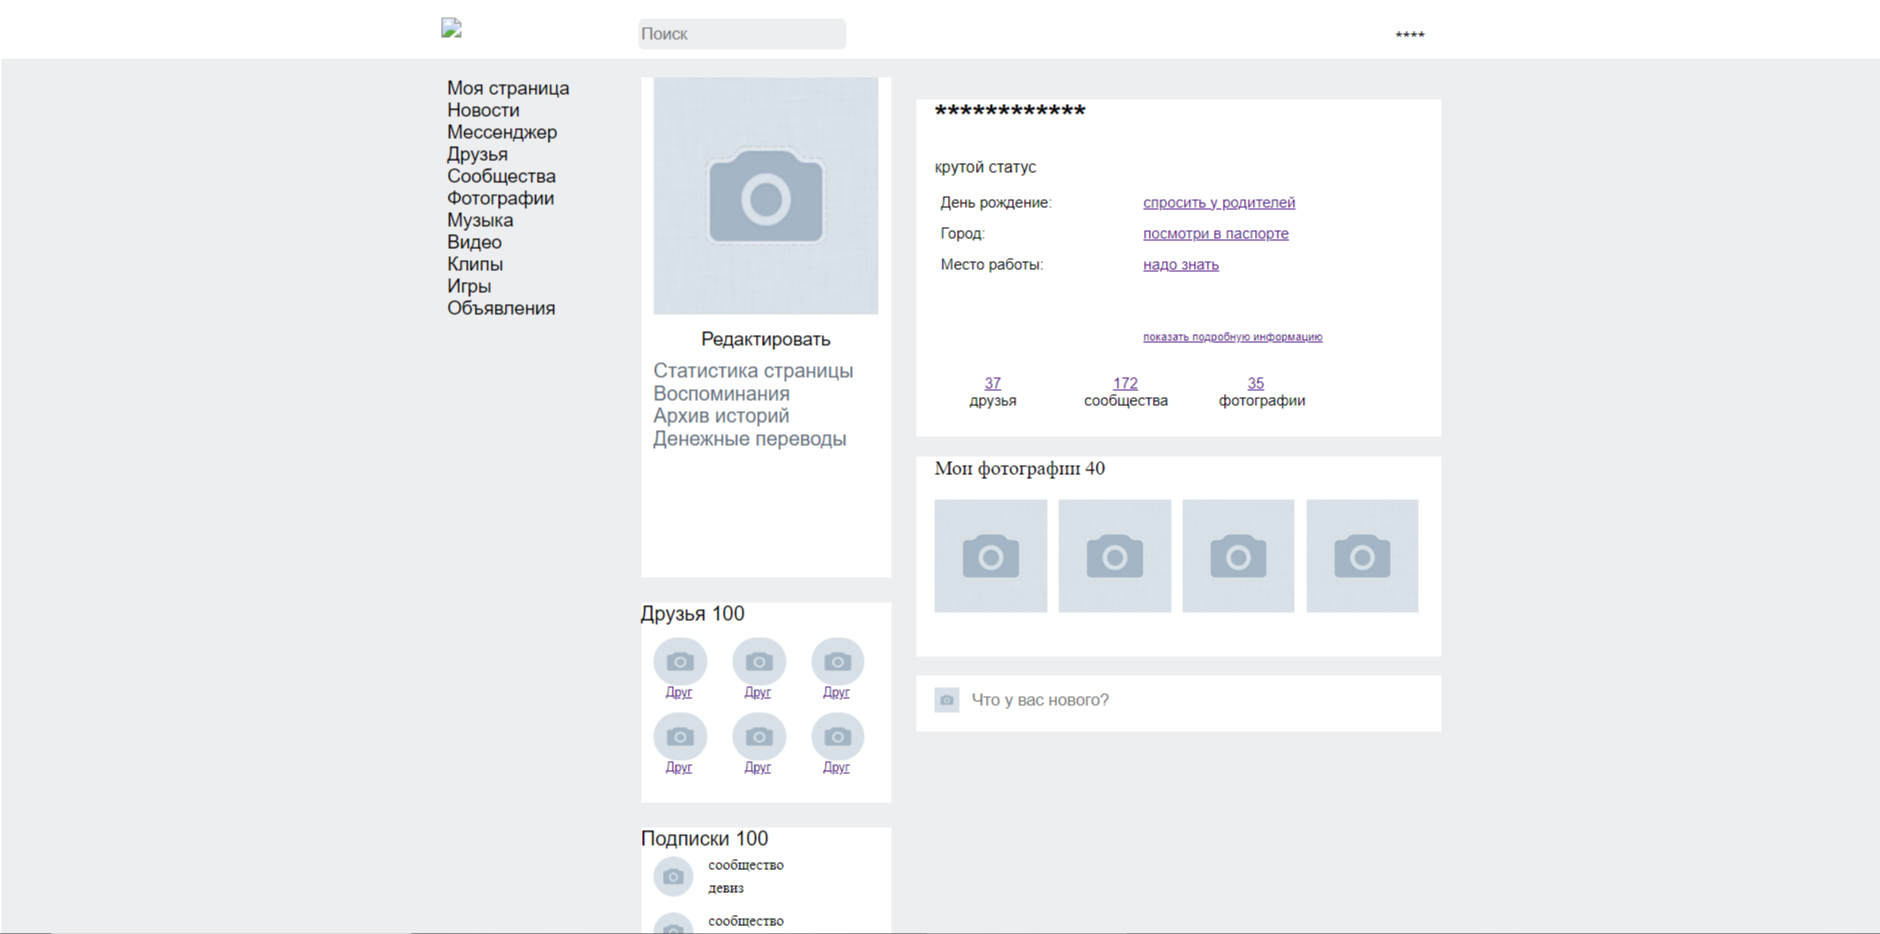 Поиск
****
Моя страница
Новости
Мессенджер
Друзья
Сообщества
Фотографии
Музыка
Видео
Клипы
Игры
Объявления
Редактировать
Статистика страницы
Воспоминания
Архив историй
Денежные переводы
Друзья 100
Друг Друг Друг
Друг Друг Друг
Подписки 100
сообщество
девиз
сообщество
************
крутой статус
День рождение: спросить у родителей
Город: посмотри в паспорте
Место работы: надо знать
показать подробную информацию
37 172 35
друзья сообщества фотографии
Мои фотографии 40
Что у вас нового?